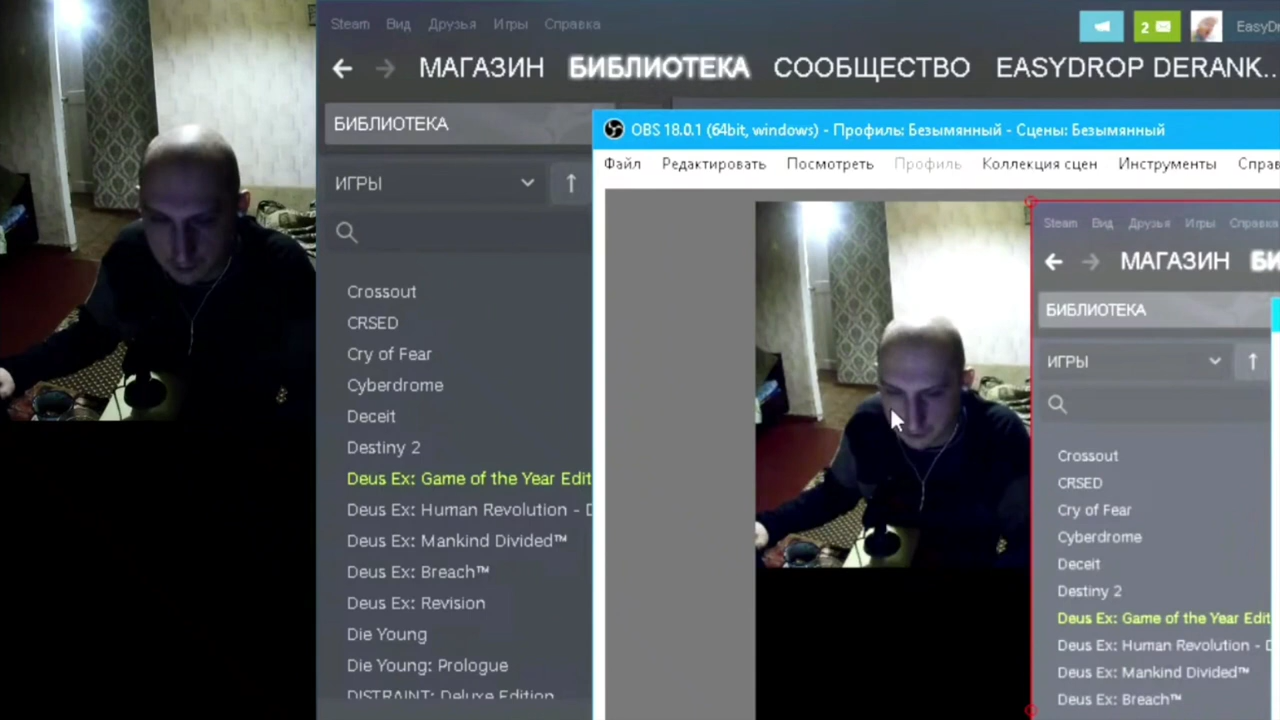 Steam Вид Друзья Игры Справка
2
EasyDr
МАГАЗИН БИБЛИОТЕКА СООБЩЕСТВО EASYDROP DERANK...
БИБЛИОТЕКА
ИГРЫ
Crossout
CRSED
Cry of Fear
Cyberdrome
Deceit
Destiny 2
Deus Ex: Game of the Year Edit
Deus Ex: Human Revolution - D
Deus Ex: Mankind Divided™
Deus Ex: Breach™
Deus Ex: Revision
Die Young
Die Young: Prologue
DISTRAINT: Deluxe Edition
OBS 18.0.1 (64bit, windows) - Профиль: Безымянный - Сцены: Безымянный
Файл Редактировать Посмотреть Профиль Коллекция сцен Инструменты Справ
Steam Вид Друзья Игры Справка
МАГАЗИН БИ
БИБЛИОТЕКА
ИГРЫ
Crossout
CRSED
Cry of Fear
Cyberdrome
Deceit
Destiny 2
Deus Ex: Game of the Year Edit
Deus Ex: Human Revolution - D
Deus Ex: Mankind Divided™
Deus Ex: Breach™